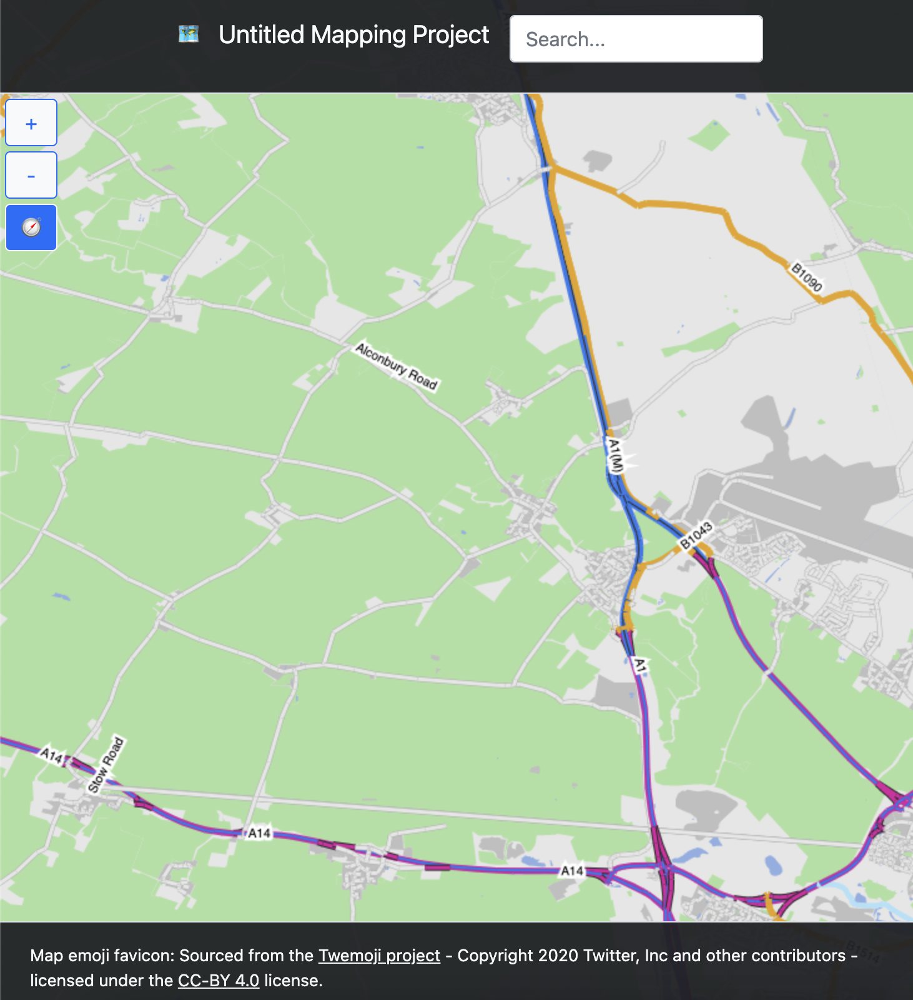 Untitled Mapping Project
Search...
+
-
B1090
Alconbury Road
A1(M)
B1043
A1
A14
Stow Road
A14
A14
B1514
Map emoji favicon: Sourced from the Twemoji project - Copyright 2020 Twitter, Inc and other contributors -
licensed under the CC-BY 4.0 license.